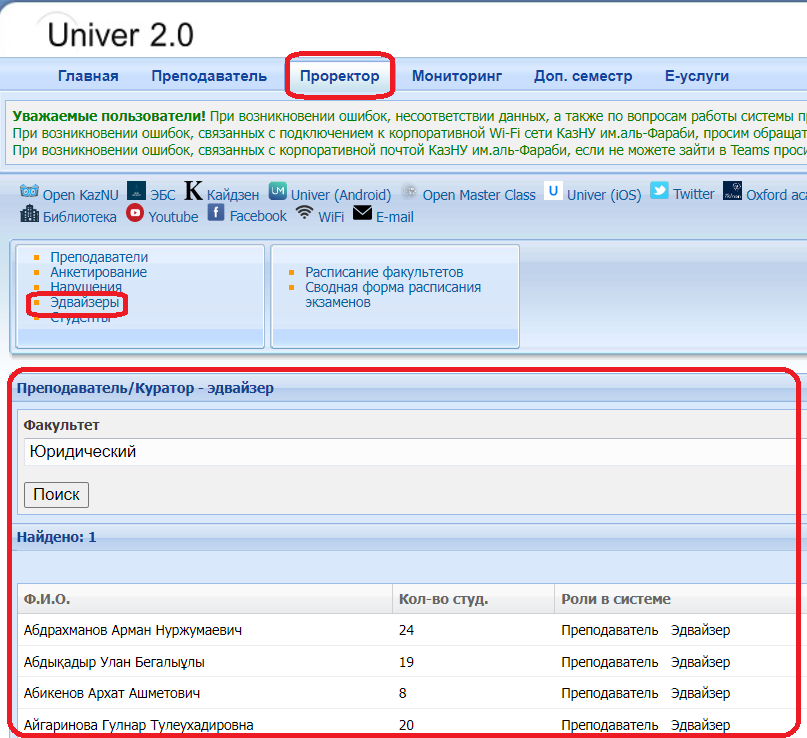 Univer 2.0
Главная Преподаватель Проректор Мониторинг Доп. семестр Е-услуги
Уважаемые пользователи! При возникновении ошибок, несоответствии данных, а также по вопросам работы системы
При возникновении ошибок, связанных с подключением к корпоративной Wi-Fi сети КазНУ им.аль-Фараби, просим
При возникновении ошибок, связанных с корпоративной почтой КазНУ им.аль-Фараби, если не можете зайти в Teams
Open KazNU ЭБС Кайдзен Univer (Android) Open Master Class Univer (iOS) Twitter Oxford
Библиотека Youtube Facebook WiFi E-mail
Преподаватели
Анкетирование
Нарушения
Эдвайзеры
Студенты
Расписание факультетов
Сводная форма расписания
экзаменов
Преподаватель/Куратор - эдвайзер
Факультет
Юридический
Поиск
Найдено: 1
Ф.И.О. Кол-во студ. Роли в системе
Абдрахманов Арман Нуржумаевич 24 Преподаватель Эдвайзер
Абдықадыр Улан Бегалыұлы 19 Преподаватель Эдвайзер
Абикенов Архат Ашметович 8 Преподаватель Эдвайзер
Айгаринова Гулнар Тулеухадировна 20 Преподаватель Эдвайзер